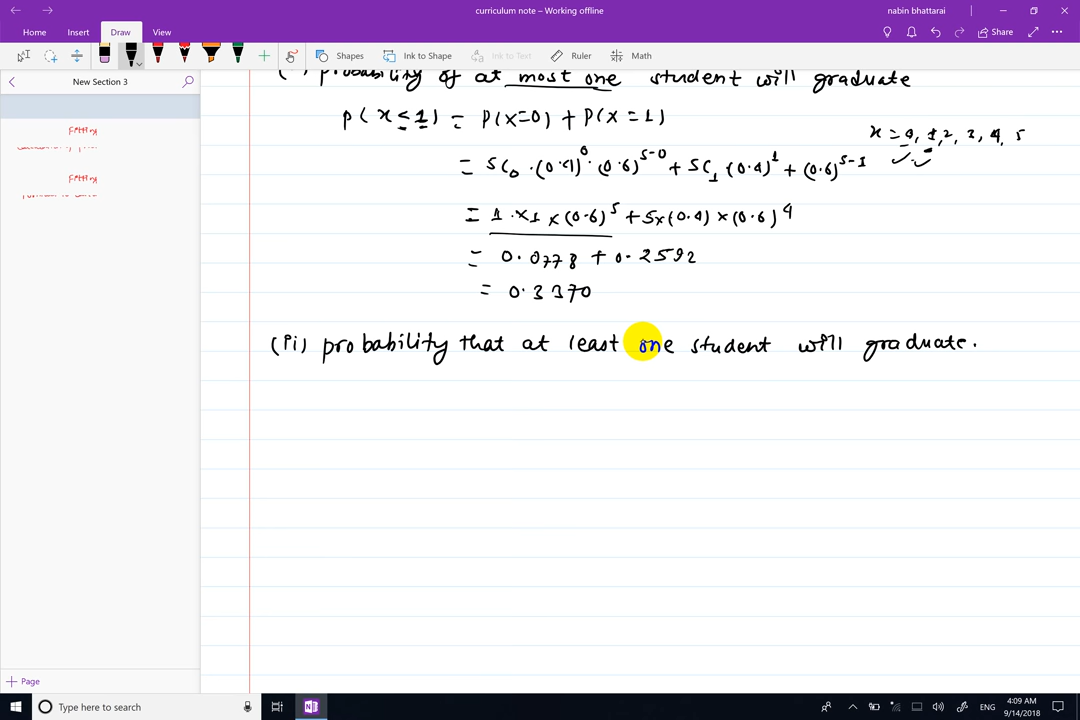 curriculum note – Working offline
nabin bhattarai
Home Insert Draw View
Share
Shapes Ink to Shape Ink to Text Ruler Math
New Section 3
probability of at most one student will graduate
P(x≤1) = P(x=0) + P(x=1)
x = 0, 1, 2, 3, 4, 5
= 5C0 · (0.4)^0 · (0.6)^5-0 + 5C1 (0.4)^1 + (0.6)^5-1
= 1 · x1 x (0.6)^5 + 5x(0.4) x (0.6)^4
= 0.0778 + 0.2592
= 0.3370
(ii) probability that at least one student will graduate.
Page
Type here to search
ENG
4:09 AM
9/14/2018